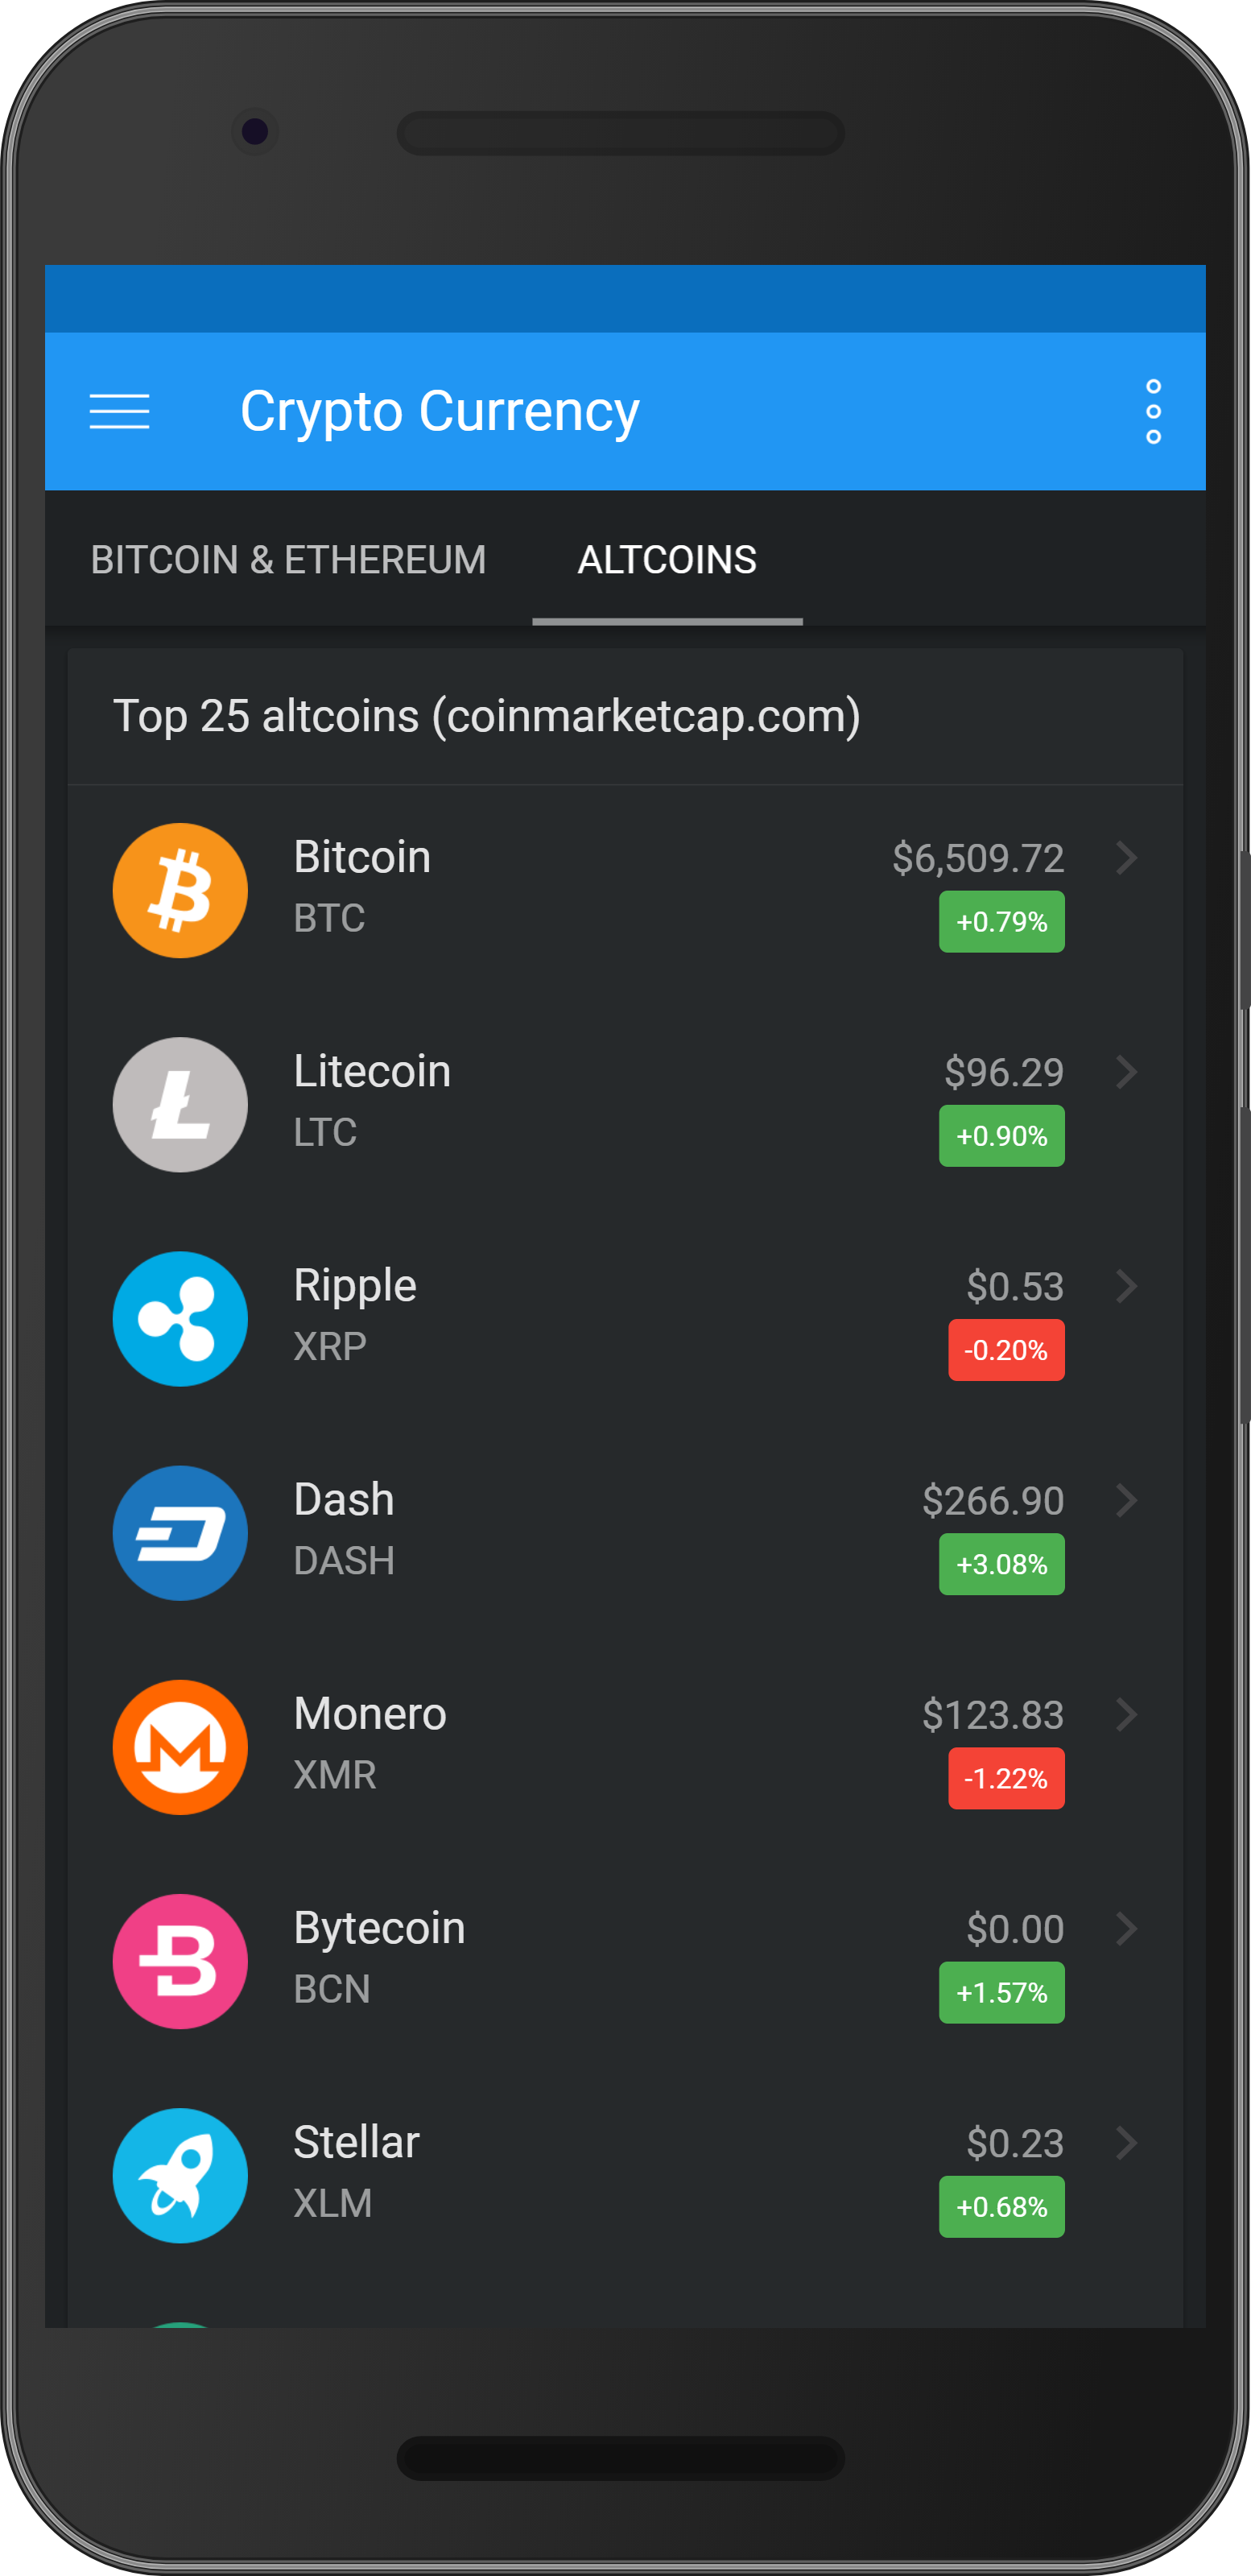 Crypto Currency
BITCOIN & ETHEREUM ALTCOINS
Top 25 altcoins (coinmarketcap.com)
Bitcoin $6,509.72
BTC +0.79%
Litecoin $96.29
LTC +0.90%
Ripple $0.53
XRP -0.20%
Dash $266.90
DASH +3.08%
Monero $123.83
XMR -1.22%
Bytecoin $0.00
BCN +1.57%
Stellar $0.23
XLM +0.68%